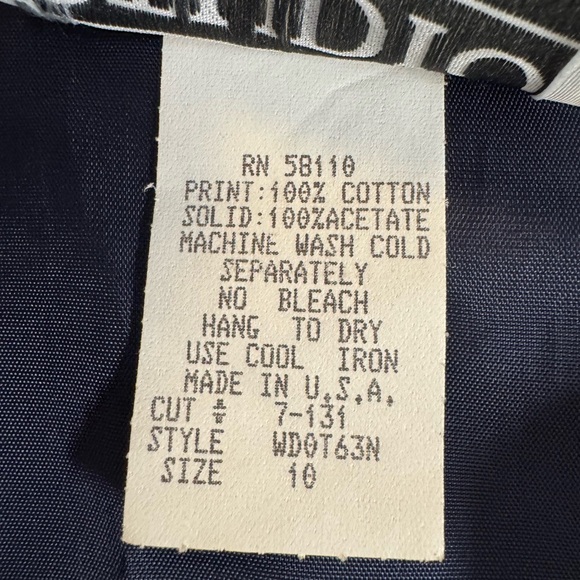 RN 58110
PRINT:100% COTTON
SOLID:100%ACETATE
MACHINE WASH COLD
SEPARATELY
NO BLEACH
HANG TO DRY
USE COOL IRON
MADE IN U.S.A.
CUT # 7-131
STYLE WDOT63N
SIZE 10